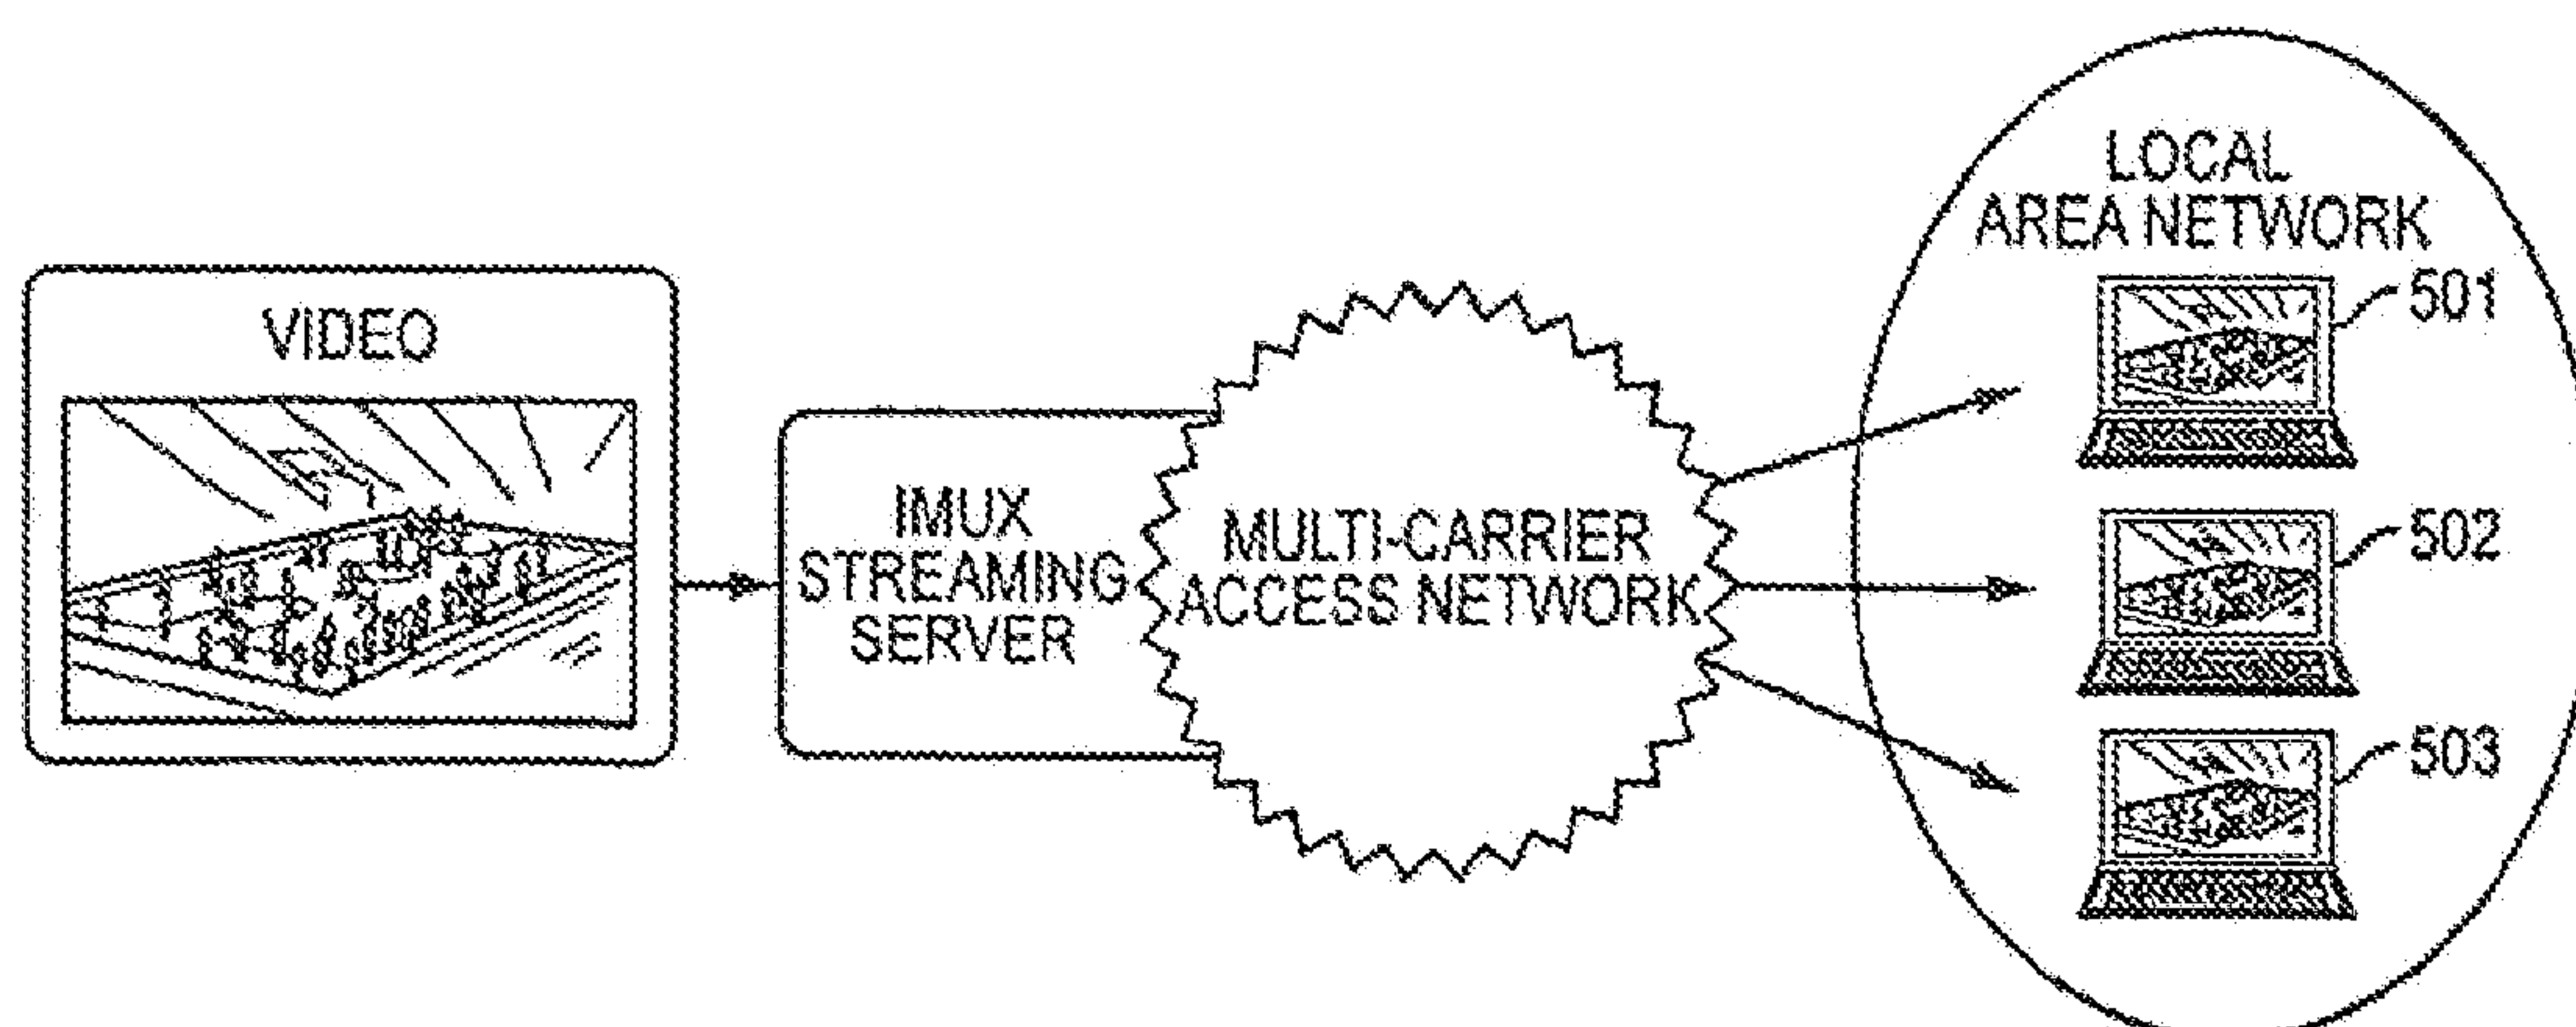 VIDEO
IMUX
STREAMING
SERVER
MULTI-CARRIER
ACCESS NETWORK
LOCAL
AREA NETWORK
501
502
503